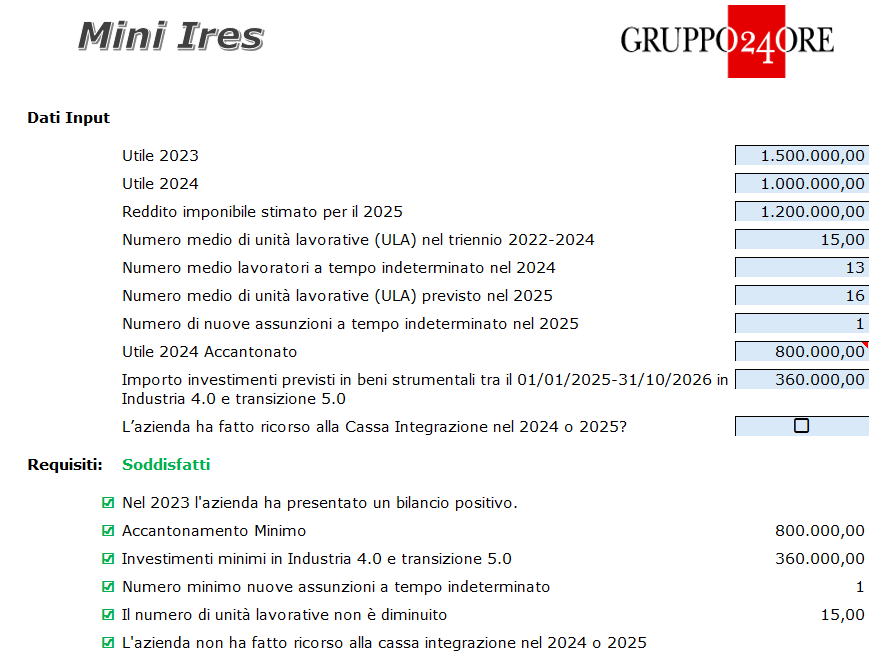 Mini Ires
GRUPPO24ORE
Dati Input
Utile 2023 1.500.000,00
Utile 2024 1.000.000,00
Reddito imponibile stimato per il 2025 1.200.000,00
Numero medio di unità lavorative (ULA) nel triennio 2022-2024 15,00
Numero medio lavoratori a tempo indeterminato nel 2024 13
Numero medio di unità lavorative (ULA) previsto nel 2025 16
Numero di nuove assunzioni a tempo indeterminato nel 2025 1
Utile 2024 Accantonato 800.000,00
Importo investimenti previsti in beni strumentali tra il 01/01/2025-31/10/2026 in 360.000,00
Industria 4.0 e transizione 5.0
L’azienda ha fatto ricorso alla Cassa Integrazione nel 2024 o 2025?
Requisiti: Soddisfatti
Nel 2023 l'azienda ha presentato un bilancio positivo.
Accantonamento Minimo 800.000,00
Investimenti minimi in Industria 4.0 e transizione 5.0 360.000,00
Numero minimo nuove assunzioni a tempo indeterminato 1
Il numero di unità lavorative non è diminuito 15,00
L'azienda non ha fatto ricorso alla cassa integrazione nel 2024 o 2025